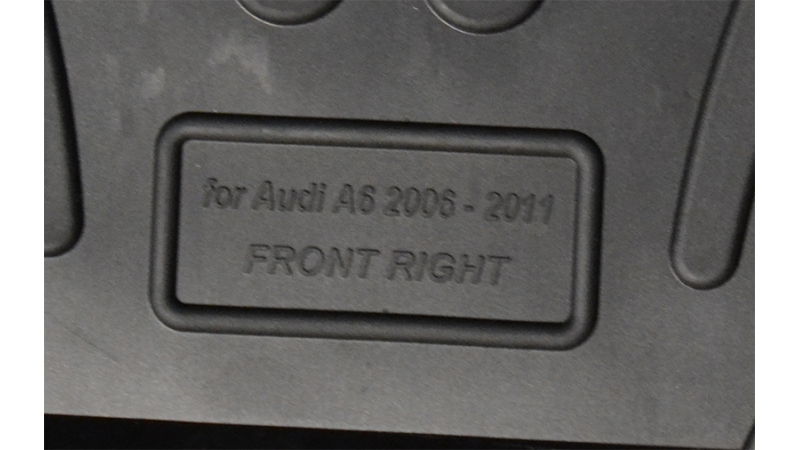 for Audi A6 2006 - 2011
FRONT RIGHT